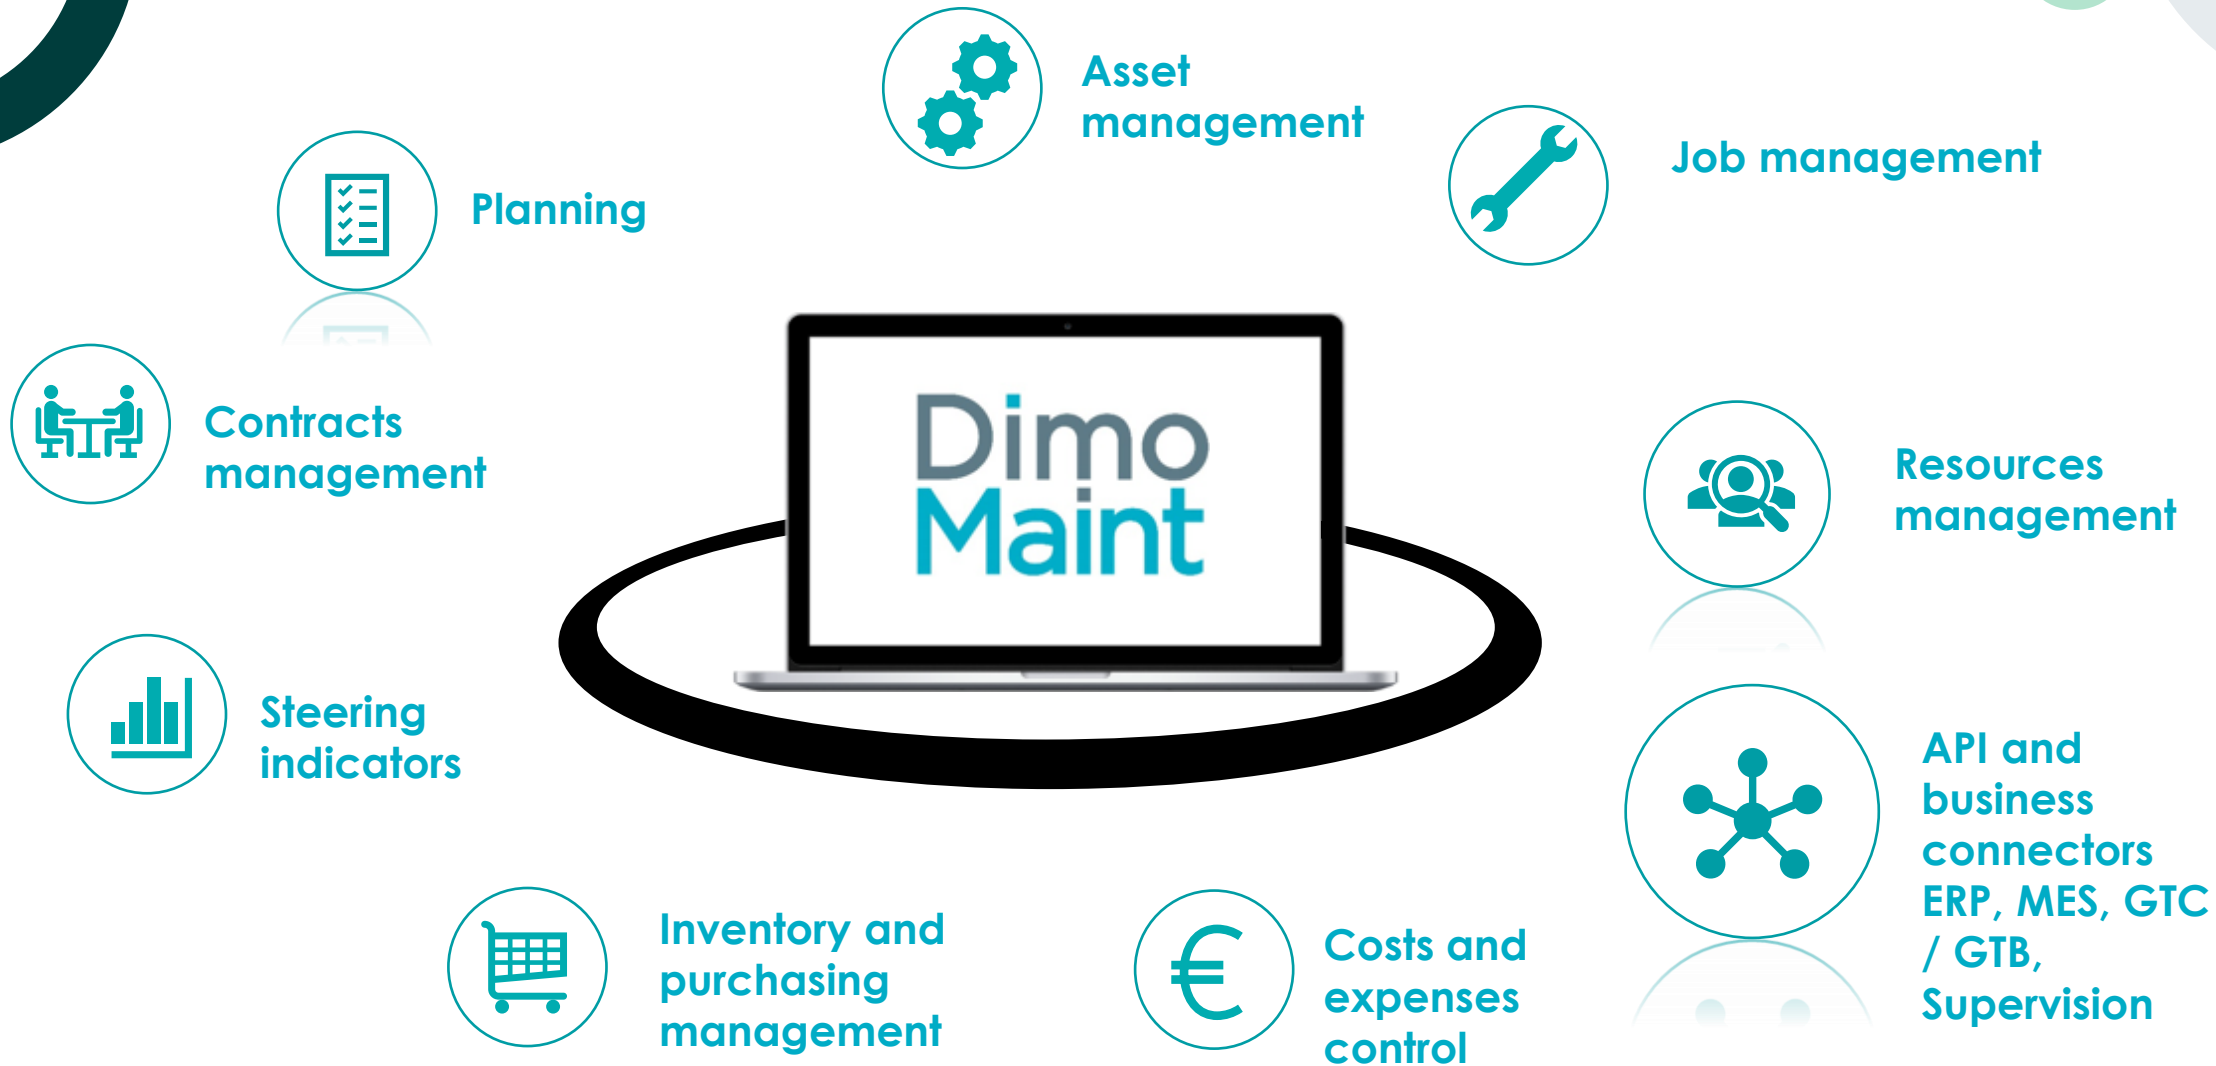 Asset
management
Job management
Planning
Contracts
management
Dimo
Maint
Resources
management
Steering
indicators
API and
business
connectors
ERP, MES, GTC
/ GTB,
Supervision
Inventory and
purchasing
management
Costs and
expenses
control